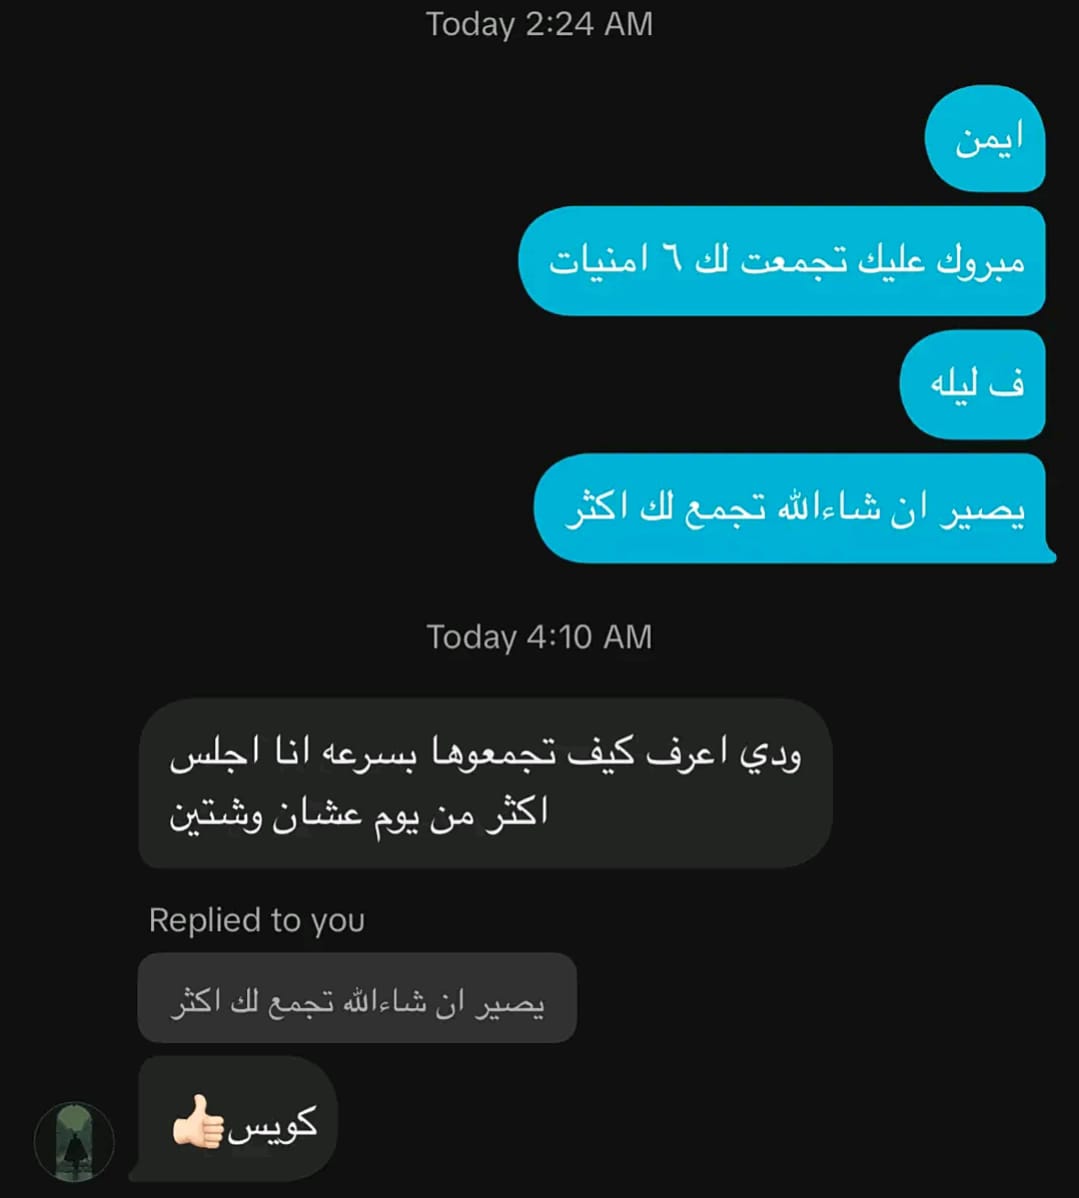 Today 2:24 AM
ايمن
مبروك عليك تجمعت لك ٦ امنيات
ف ليله
يصير ان شاءالله تجمع لك اكثر
Today 4:10 AM
ودي اعرف كيف تجمعوها بسرعه انا اجلس
اكثر من يوم عشان وشتين
Replied to you
يصير ان شاءالله تجمع لك اكثر
كويس👍🏻